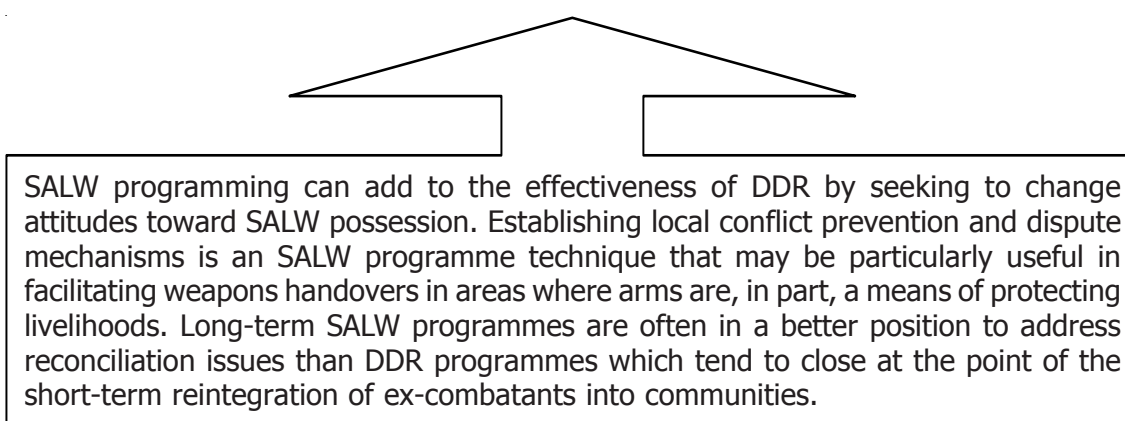 SALW programming can add to the effectiveness of DDR by seeking to change
attitudes toward SALW possession. Establishing local conflict prevention and dispute
mechanisms is an SALW programme technique that may be particularly useful in
facilitating weapons handovers in areas where arms are, in part, a means of protecting
livelihoods. Long-term SALW programmes are often in a better position to address
reconciliation issues than DDR programmes which tend to close at the point of the
short-term reintegration of ex-combatants into communities.